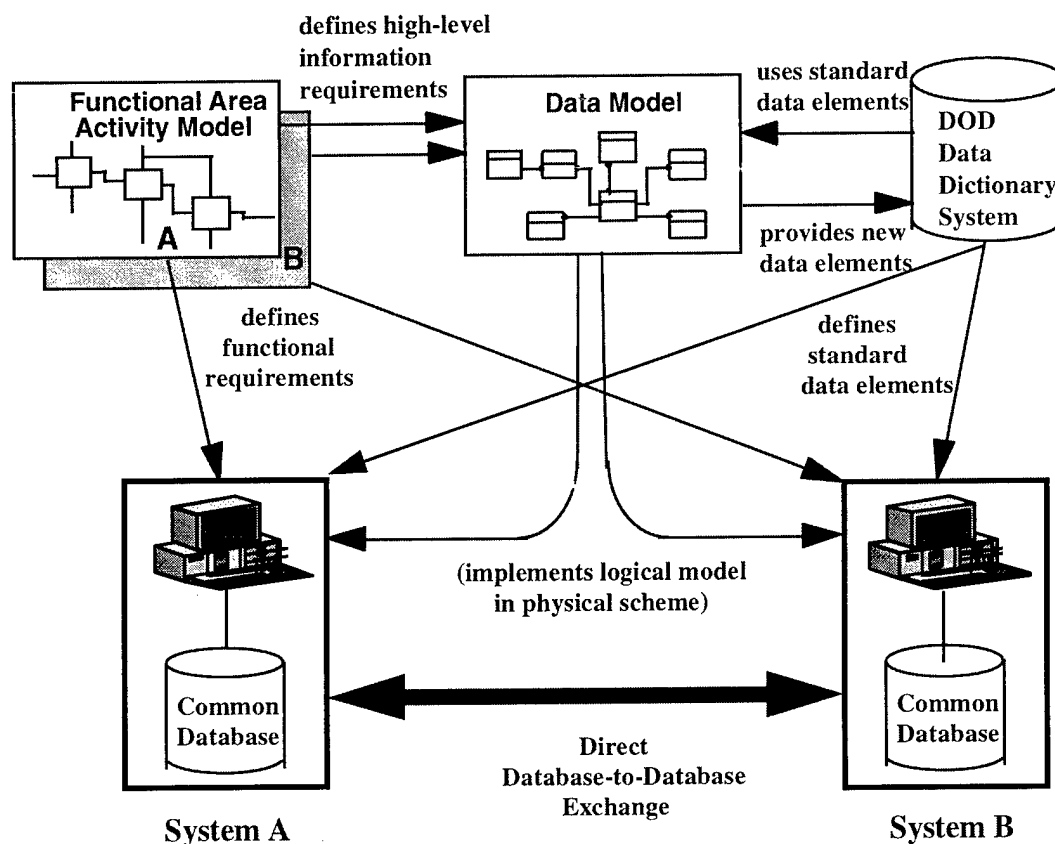 defines high-level
information
requirements
Functional Area
Activity Model
A
B
Data Model
uses standard
data elements
DOD
Data
Dictionary
System
provides new
data elements
defines
functional
requirements
defines
standard
data elements
(implements logical model
in physical scheme)
Common
Database
Common
Database
Direct
Database-to-Database
Exchange
System A
System B